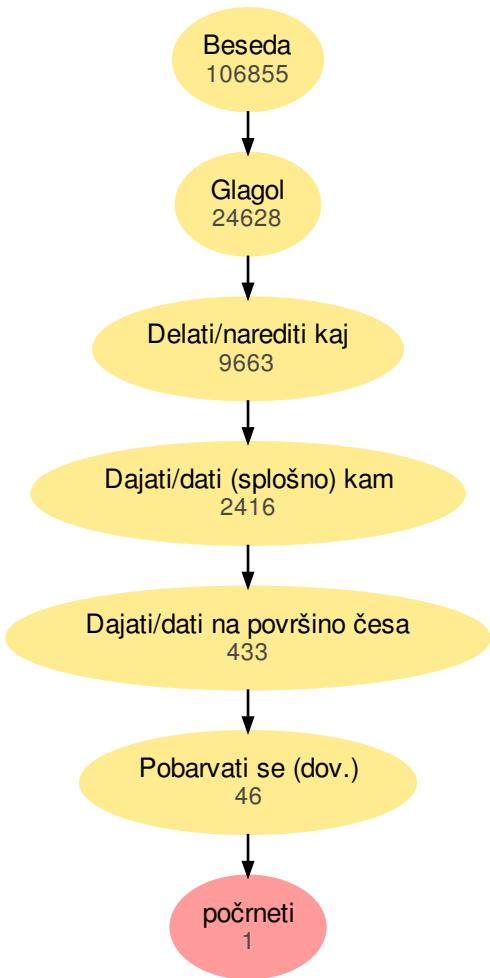 Beseda
106855
Glagol
24628
Delati/narediti kaj
9663
Dajati/dati (splošno) kam
2416
Dajati/dati na površino česa
433
Pobarvati se (dov.)
46
počrneti
1